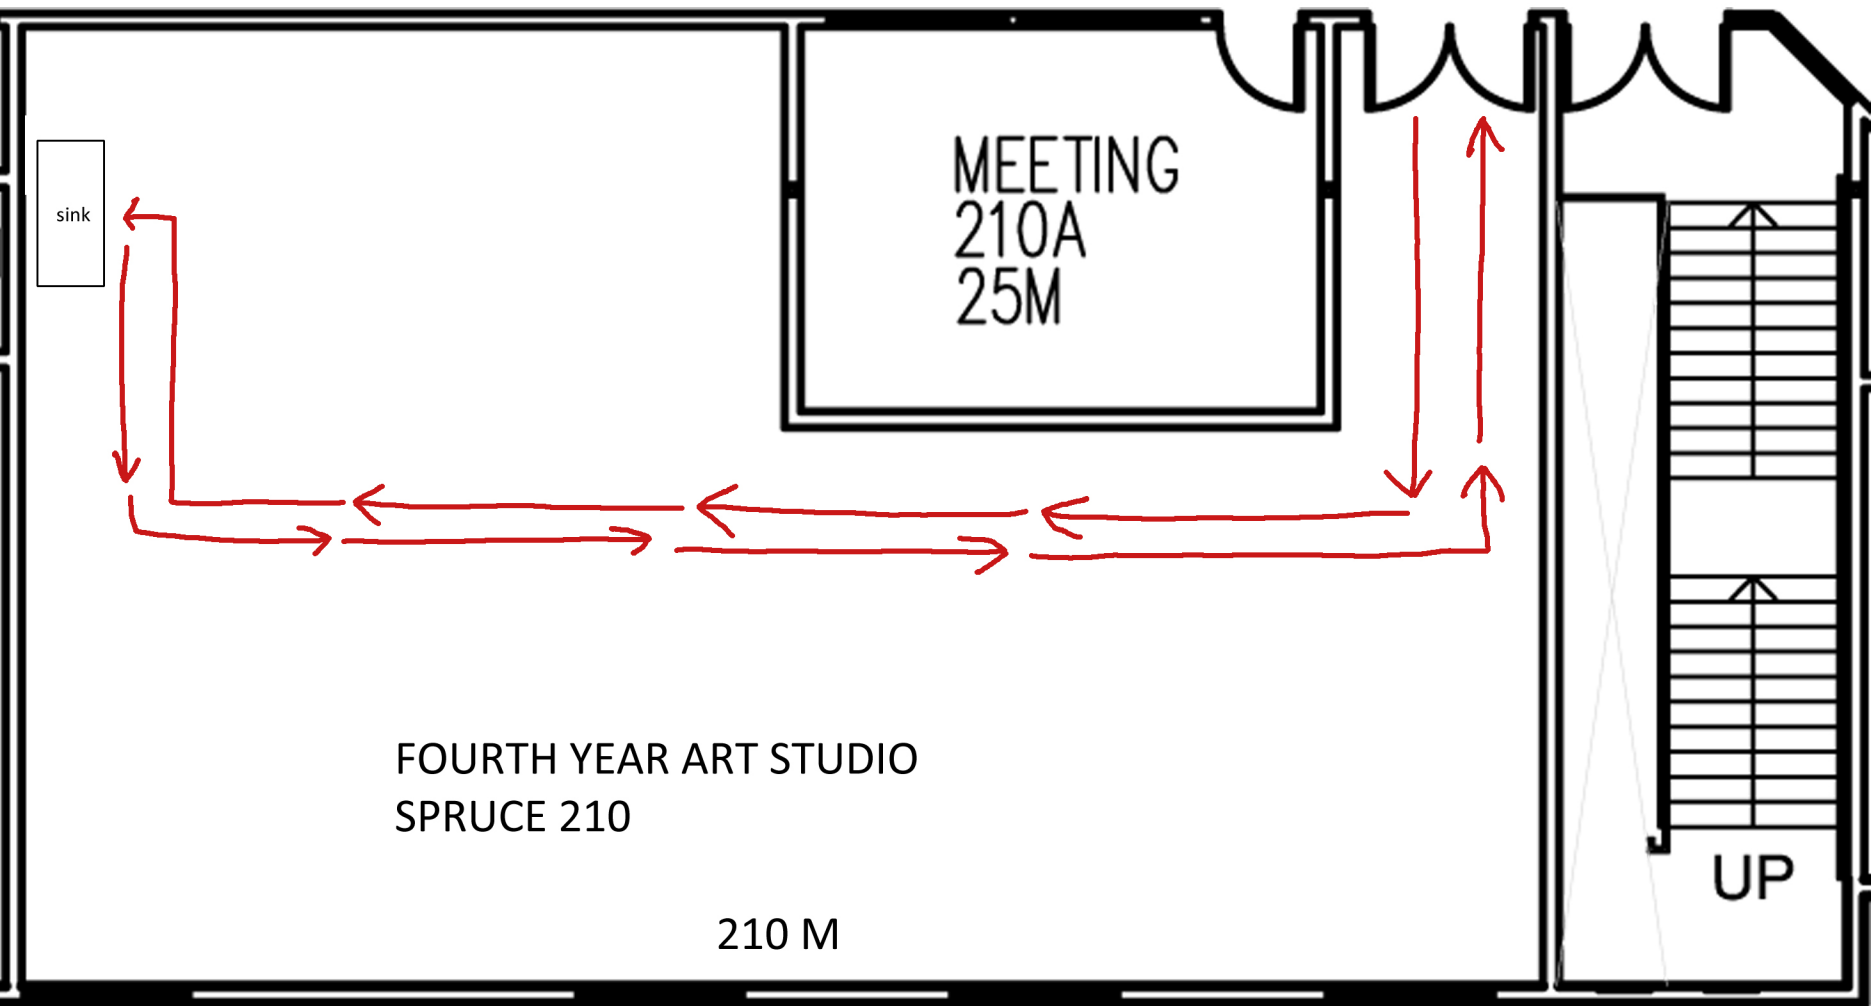 MEETING
210A
25M
sink
FOURTH YEAR ART STUDIO
SPRUCE 210
210 M
UP